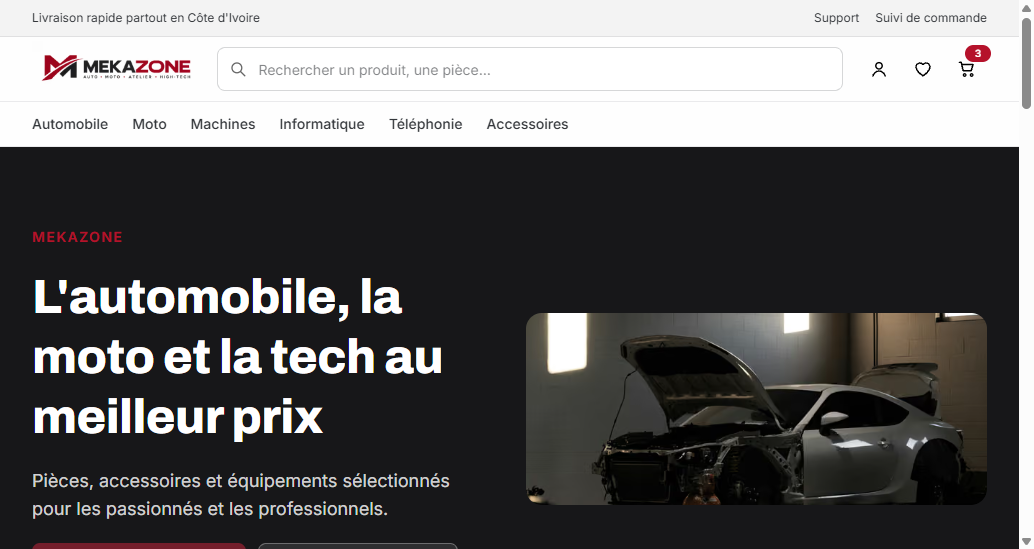 Livraison rapide partout en Côte d'Ivoire
Support
Suivi de commande
MEKAZONE
AUTO • MOTO • ATELIER • HIGH-TECH
Rechercher un produit, une pièce...
3
Automobile
Moto
Machines
Informatique
Téléphonie
Accessoires
MEKAZONE
L'automobile, la
moto et la tech au
meilleur prix
Pièces, accessoires et équipements sélectionnés
pour les passionnés et les professionnels.